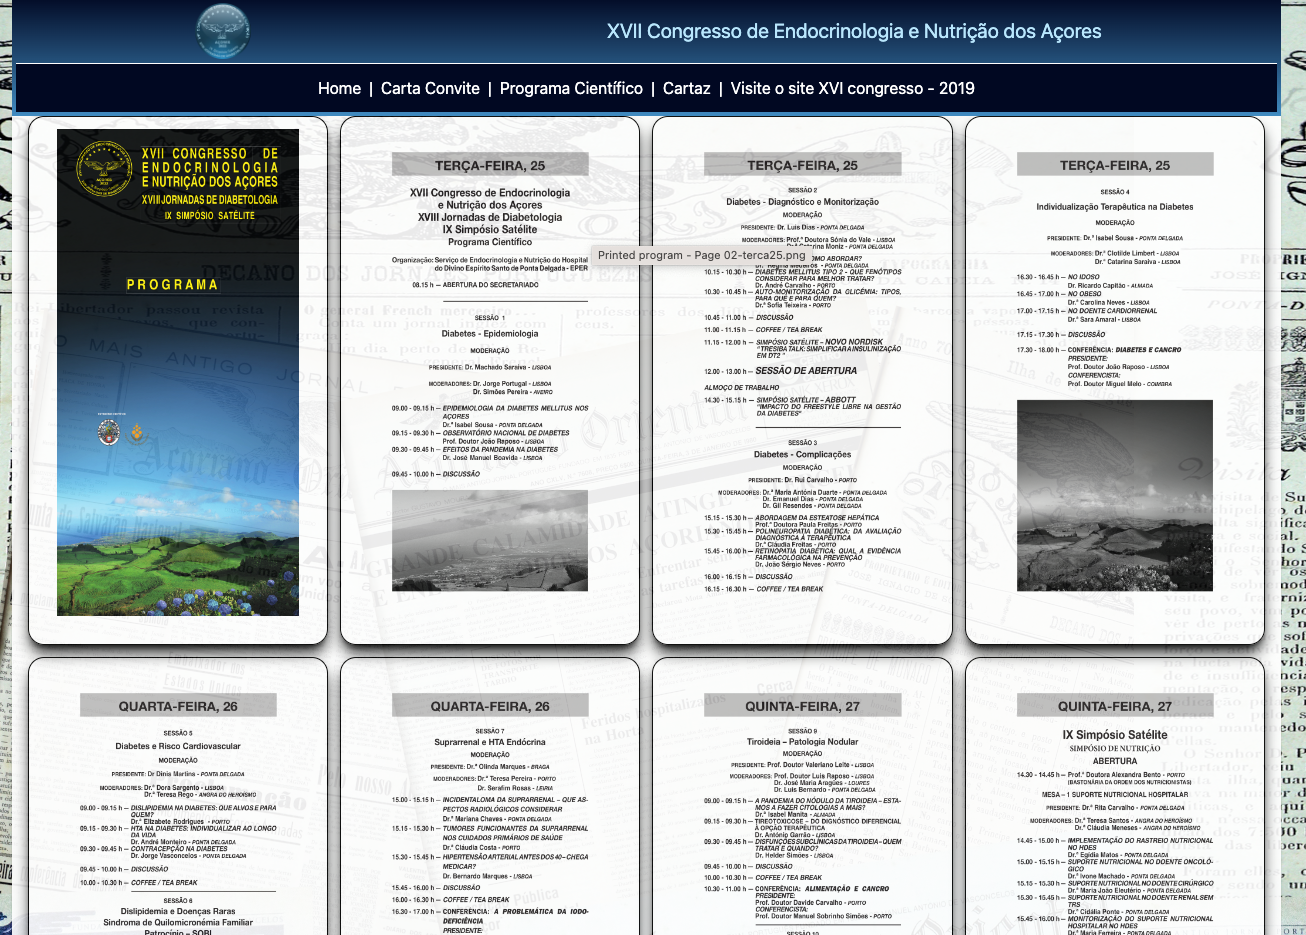 XVII Congresso de Endocrinologia e Nutrição dos Açores
Home | Carta Convite | Programa Científico | Cartaz | Visite o site XVI congresso - 2019
XVII CONGRESSO DE
ENDOCRINOLOGIA
E NUTRIÇÃO DOS AÇORES
XVIII JORNADAS DE DIABETOLOGIA
IX SIMPÓSIO SATÉLITE
PROGRAMA
TERÇA-FEIRA, 25
XVII Congresso de Endocrinologia
e Nutrição dos Açores
XVIII Jornadas de Diabetologia
IX Simpósio Satélite
Programa Científico
Organização: Serviço de Endocrinologia e Nutrição do Hospital
do Divino Espírito Santo de Ponta Delgada - EPER
08.15 h — ABERTURA DO SECRETARIADO
SESSÃO 1
Diabetes - Epidemiologia
MODERAÇÃO
PRESIDENTE: Dr. Machado Saraiva - LISBOA
MODERADORES: Dr. Jorge Portugal - LISBOA
Dr. Simões Pereira - AVEIRO
09.00 - 09.15 h — EPIDEMIOLOGIA DA DIABETES MELLITUS NOS
AÇORES
Dr.ª Isabel Sousa - PONTA DELGADA
09.15 - 09.30 h — OBSERVATÓRIO NACIONAL DE DIABETES
Prof. Doutor João Raposo - LISBOA
09.30 - 09.45 h — EFEITOS DA PANDEMIA NA DIABETES
Dr. José Manuel Boavida - LISBOA
09.45 - 10.00 h — DISCUSSÃO
TERÇA-FEIRA, 25
SESSÃO 2
Diabetes - Diagnóstico e Monitorização
MODERAÇÃO
PRESIDENTE: Dr. Luis Dias - PONTA DELGADA
MODERADORES: Prof.ª Doutora Sónia do Vale - LISBOA
Moniz - PONTA DELGADA
Printed program - Page 02-terca25.png
OMO ABORDAR?
PONTA DELGADA
10.15 - 10.30 h — DIABETES MELLITUS TIPO 2 - QUE FENÓTIPOS
CONSIDERAR PARA MELHOR TRATAR?
Dr. André Carvalho - PORTO
10.30 - 10.45 h — AUTO-MONITORIZAÇÃO DA GLICÉMIA: TIPOS,
PARA QUÊ E PARA QUEM?
Dr.ª Sofia Teixeira - PORTO
10.45 - 11.00 h — DISCUSSÃO
11.00 - 11.15 h — COFFEE / TEA BREAK
11.15 - 12.00 h — SIMPÓSIO SATÉLITE – NOVO NORDISK
"TRESIBA TALK: SIMPLIFICAR A INSULINIZAÇÃO
EM DT2 "
12.00 - 13.00 h — SESSÃO DE ABERTURA
ALMOÇO DE TRABALHO
14.30 - 15.15 h — SIMPÓSIO SATÉLITE – ABBOTT
"IMPACTO DO FREESTYLE LIBRE NA GESTÃO
DA DIABETES"
SESSÃO 3
Diabetes - Complicações
MODERAÇÃO
PRESIDENTE: Dr. Rui Carvalho - PORTO
MODERADORES: Dr.ª Maria Antónia Duarte - PONTA DELGADA
Dr. Emanuel Dias - PONTA DELGADA
Dr. Gil Resendes - PONTA DELGADA
15.15 - 15.30 h — ABORDAGEM DA ESTEATOSE HEPÁTICA
Prof.ª Doutora Paula Freitas - PORTO
15.30 - 15.45 h — POLINEUROPATIA DIABÉTICA: DA AVALIAÇÃO
DIAGNÓSTICA À TERAPÊUTICA
Dr.ª Cláudia Freitas - PORTO
15.45 - 16.00 h — RETINOPATIA DIABÉTICA: QUAL A EVIDÊNCIA
FARMACOLÓGICA NA PREVENÇÃO
Dr. João Sérgio Neves - PORTO
16.00 - 16.15 h — DISCUSSÃO
16.15 - 16.30 h — COFFEE / TEA BREAK
TERÇA-FEIRA, 25
SESSÃO 4
Individualização Terapêutica na Diabetes
MODERAÇÃO
PRESIDENTE: Dr.ª Isabel Sousa - PONTA DELGADA
MODERADORES: Dr.ª Clotilde Limbert - LISBOA
Dr.ª Catarina Saraiva - LISBOA
16.30 - 16.45 h — NO IDOSO
Dr. Ricardo Capitão - ALMADA
16.45 - 17.00 h — NO OBESO
Dr.ª Carolina Neves - LISBOA
17.00 - 17.15 h — NO DOENTE CARDIORRENAL
Dr.ª Sara Amaral - LISBOA
17.15 - 17.30 h — DISCUSSÃO
17.30 - 18.00 h — CONFERÊNCIA: DIABETES E CANCRO
PRESIDENTE:
Prof. Doutor João Raposo - LISBOA
CONFERENCISTA:
Prof. Doutor Miguel Melo - COIMBRA
QUARTA-FEIRA, 26
SESSÃO 5
Diabetes e Risco Cardiovascular
MODERAÇÃO
PRESIDENTE: Dr Dinis Martins - PONTA DELGADA
MODERADORES: Dr.ª Dora Sargento - LISBOA
Dr.ª Teresa Rego - ANGRA DO HEROÍSMO
09.00 - 09.15 h — DISLIPIDEMIA NA DIABETES: QUE ALVOS E PARA
QUEM?
Dr.ª Elizabete Rodrigues - PORTO
09.15 - 09.30 h — HTA NA DIABETES: INDIVIDUALIZAR AO LONGO
DA VIDA
Dr. André Monteiro - PONTA DELGADA
09.30 - 09.45 h — CONTRACEPÇÃO NA DIABETES
Dr. Jorge Vasconcelos - PONTA DELGADA
09.45 - 10.00 h — DISCUSSÃO
10.00 - 10.30 h — COFFEE / TEA BREAK
SESSÃO 6
Dislipidemia e Doenças Raras
Síndroma de Quilomicronémia Familiar
Patrocínio – SOBI
QUARTA-FEIRA, 26
SESSÃO 7
Suprarrenal e HTA Endócrina
MODERAÇÃO
PRESIDENTE: Dr.ª Olinda Marques - BRAGA
MODERADORES: Dr.ª Teresa Pereira - PORTO
Dr. Serafim Rosas - LEIRIA
15.00 - 15.15 h — INCIDENTALOMA DA SUPRARRENAL – QUE AS-
PECTOS RADIOLÓGICOS CONSIDERAR
Dr.ª Mariana Chaves - PONTA DELGADA
15.15 - 15.30 h — TUMORES FUNCIONANTES DA SUPRARRENAL
NOS CUIDADOS PRIMÁRIOS DE SAÚDE
Dr.ª Cláudia Costa - PORTO
15.30 - 15.45 h — HIPERTENSÃO ARTERIAL ANTES DOS 40 – CHEGA
MEDICAR?
Dr. Bernardo Marques - LISBOA
15.45 - 16.00 h — DISCUSSÃO
16.00 - 16.30 h — COFFEE / TEA BREAK
16.30 - 17.00 h — CONFERÊNCIA: A PROBLEMÁTICA DA IODO-
DEFICIÊNCIA
PRESIDENTE:
QUINTA-FEIRA, 27
SESSÃO 9
Tiroideia – Patologia Nodular
MODERAÇÃO
PRESIDENTE: Prof. Doutor Valeriano Leite - LISBOA
MODERADORES: Prof. Doutor Luis Raposo - LISBOA
Dr. José Maria Aragüés - LOURES
Dr. Luis Bernardo - PONTA DELGADA
09.00 - 09.15 h — A PANDEMIA DO NÓDULO DA TIROIDEIA – ESTA-
MOS A FAZER CITOLOGIAS A MAIS?
Dr.ª Isabel Manita - ALMADA
09.15 - 09.30 h — TIREOTOXICOSE – DO DIAGNÓSTICO DIFERENCIAL
À OPÇÃO TERAPÊUTICA
Dr. António Garrão - LISBOA
09.30 - 09.45 h — DISFUNÇÕES SUBCLÍNICAS DA TIROIDEIA – QUEM
TRATAR E QUANDO?
Dr. Helder Simões - LISBOA
09.45 - 10.00 h — DISCUSSÃO
10.00 - 10.30 h — COFFEE / TEA BREAK
10.30 - 11.00 h — CONFERÊNCIA: ALIMENTAÇÃO E CANCRO
PRESIDENTE:
Prof. Doutor Davide Carvalho - PORTO
CONFERENCISTA:
Prof. Doutor Manuel Sobrinho Simões - PORTO
SESSÃO 10
QUINTA-FEIRA, 27
IX Simpósio Satélite
SIMPÓSIO DE NUTRIÇÃO
ABERTURA
14.30 - 14.45 h — Prof.ª Doutora Alexandra Bento - PORTO
(BASTONÁRIA DA ORDEM DOS NUTRICIONISTAS)
MESA – 1 SUPORTE NUTRICIONAL HOSPITALAR
PRESIDENTE: Dr.ª Rita Carvalho - PONTA DELGADA
MODERADORES: Dr.ª Teresa Santos - ANGRA DO HEROÍSMO
Dr.ª Cláudia Meneses - ANGRA DO HEROÍSMO
14.45 - 15.00 h — IMPLEMENTAÇÃO DO RASTREIO NUTRICIONAL
NO HDES
Dr.ª Egídia Matos - PONTA DELGADA
15.00 - 15.15 h — SUPORTE NUTRICIONAL NO DOENTE ONCOLÓ-
GICO
Dr.ª Ivone Machado - PONTA DELGADA
15.15 - 15.30 h — SUPORTE NUTRICIONAL NO DOENTE CIRÚRGICO
Dr.ª Maria João Eleutério - PONTA DELGADA
15.30 - 15.45 h — SUPORTE NUTRICIONAL NO DOENTE RENAL SEM
TRS
Dr.ª Cidália Ponte - PONTA DELGADA
15.45 - 16.00 h — MONITORIZAÇÃO DO SUPORTE NUTRICIONAL
HOSPITALAR NO HDES
Dr.ª Maria Ferreira - PONTA DELGADA